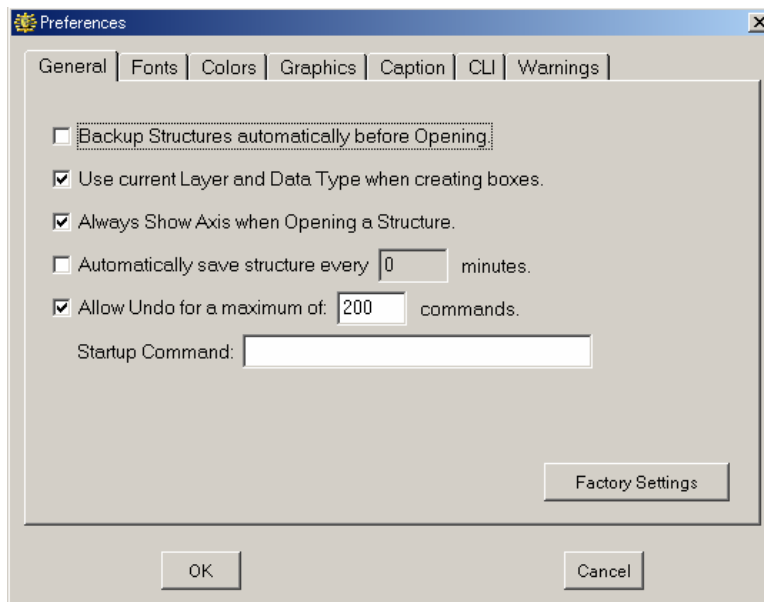 Preferences
General Fonts Colors Graphics Caption CLI Warnings
Backup Structures automatically before Opening.
Use current Layer and Data Type when creating boxes.
Always Show Axis when Opening a Structure.
Automatically save structure every 0 minutes.
Allow Undo for a maximum of: 200 commands.
Startup Command:
Factory Settings
OK Cancel